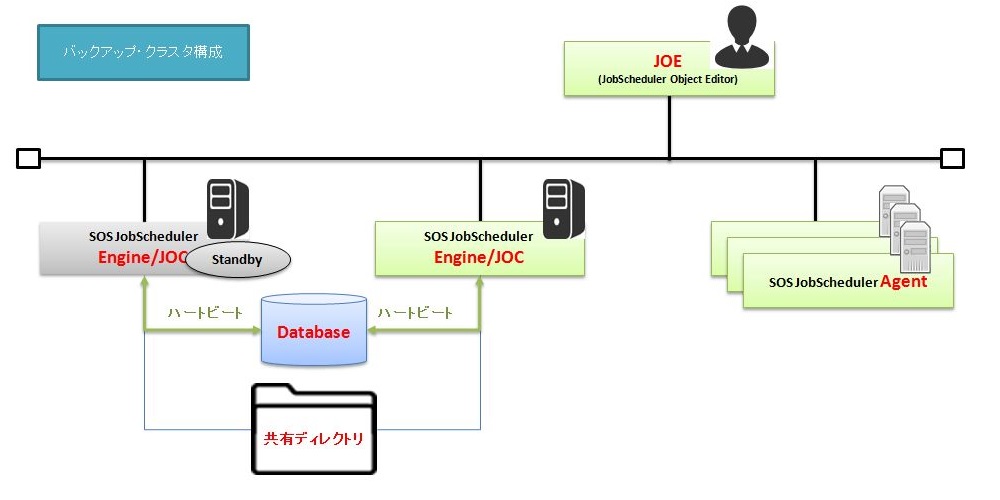 バックアップ・クラスタ構成
JOE
(JobScheduler Object Editor)
SOS JobScheduler
Engine/JOC
Standby
SOS JobScheduler
Engine/JOC
SOS JobScheduler Agent
ハートビート
ハートビート
Database
共有ディレクトリ